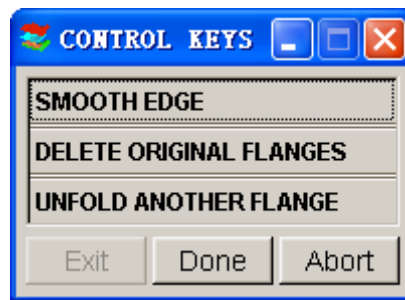 CONTROL KEYS
SMOOTH EDGE
DELETE ORIGINAL FLANGES
UNFOLD ANOTHER FLANGE
Exit Done Abort